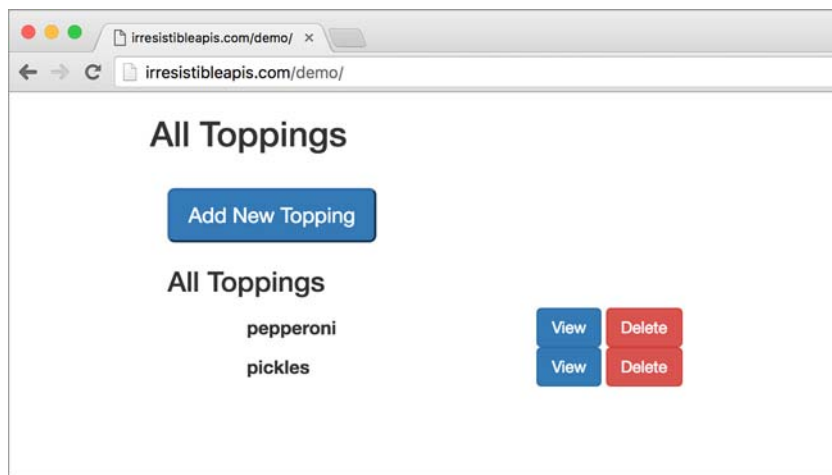 irresistibleapis.com/demo/
irresistibleapis.com/demo/
All Toppings
Add New Topping
All Toppings
pepperoni View Delete
pickles View Delete